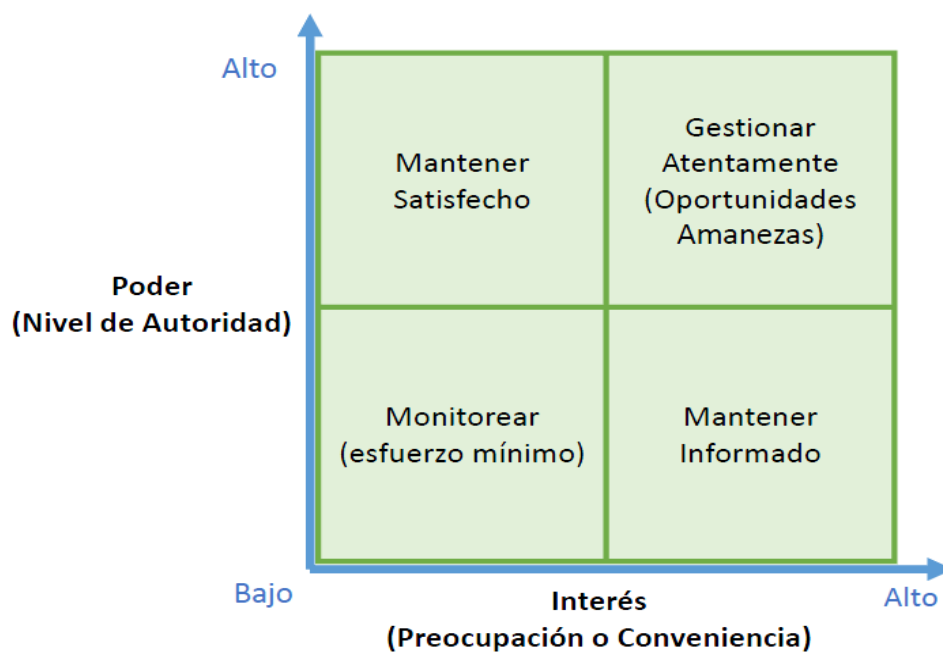 Alto
Mantener
Satisfecho
Gestionar
Atentamente
(Oportunidades
Amanezas)
Poder
(Nivel de Autoridad)
Monitorear
(esfuerzo mínimo)
Mantener
Informado
Bajo
Interés
(Preocupación o Conveniencia)
Alto